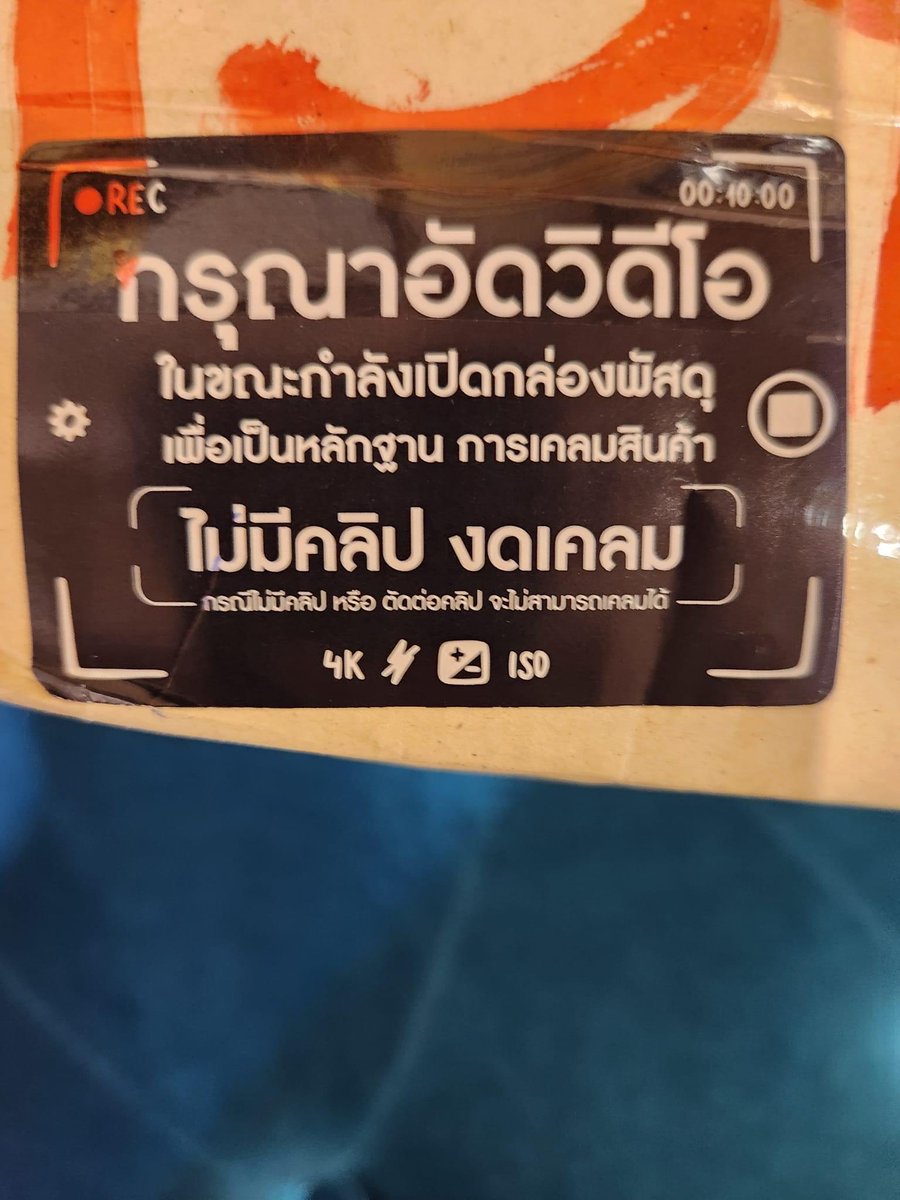 REC
00:10:00
กรุณาอัดวิดีโอ
ในขณะกำลังเปิดกล่องพัสดุ
เพื่อเป็นหลักฐาน การเคลมสินค้า
ไม่มีคลิป งดเคลม
กรณีไม่มีคลิป หรือ ตัดต่อคลิป จะไม่สามารถเคลมได้
4K ISO